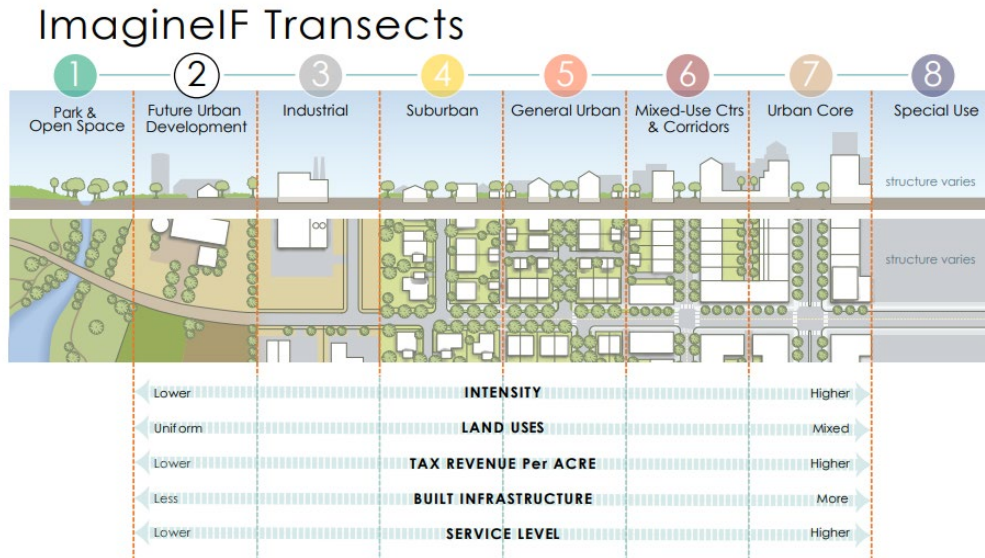 ImagineIF Transects
1 2 3 4 5 6 7 8
Park &
Open Space
Future Urban
Development
Industrial
Suburban
General Urban
Mixed-Use Ctrs
& Corridors
Urban Core
Special Use
structure varies
structure varies
Lower INTENSITY Higher
Uniform LAND USES Mixed
Lower TAX REVENUE Per ACRE Higher
Less BUILT INFRASTRUCTURE More
Lower SERVICE LEVEL Higher